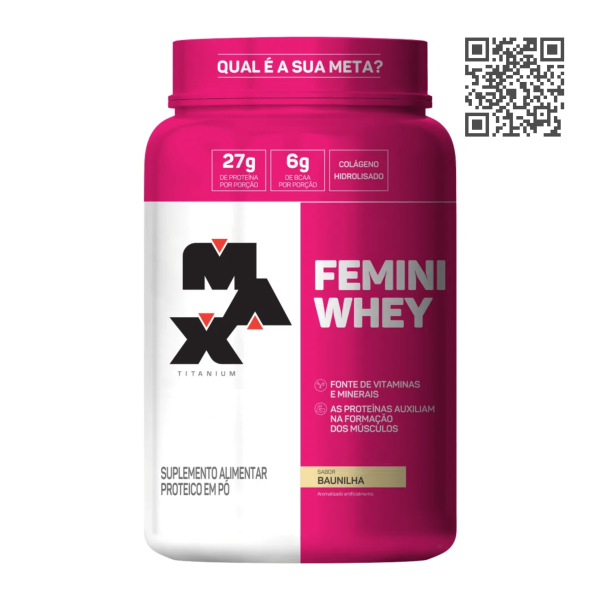 QUAL É A SUA META?
27g
DE PROTEÍNA
POR PORÇÃO
6g
DE BCAA
POR PORÇÃO
COLÁGENO
HIDROLISADO
MAX
TITANIUM
FEMINI
WHEY
FONTE DE VITAMINAS
E MINERAIS
AS PROTEÍNAS AUXILIAM
NA FORMAÇÃO
DOS MÚSCULOS
SUPLEMENTO ALIMENTAR
PROTEICO EM PÓ
SABOR
BAUNILHA
Aromatizado artificialmente